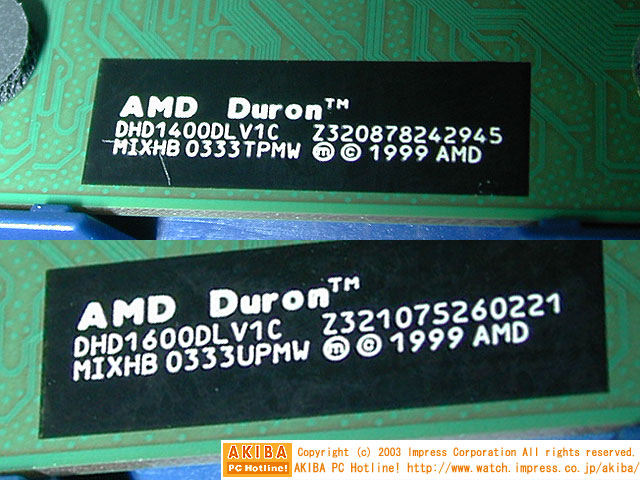 AMD Duron™
DHD1400DLV1C Z320878242945
MIXHB 0333TPMW ⓜ © 1999 AMD
AMD Duron™
DHD1600DLV1C Z321075260221
MIXHB 0333UPMW ⓜ © 1999 AMD
AKIBA
PC Hotline!
Copyright (c) 2003 Impress Corporation All rights reserved.
AKIBA PC Hotline! http://www.watch.impress.co.jp/akiba/